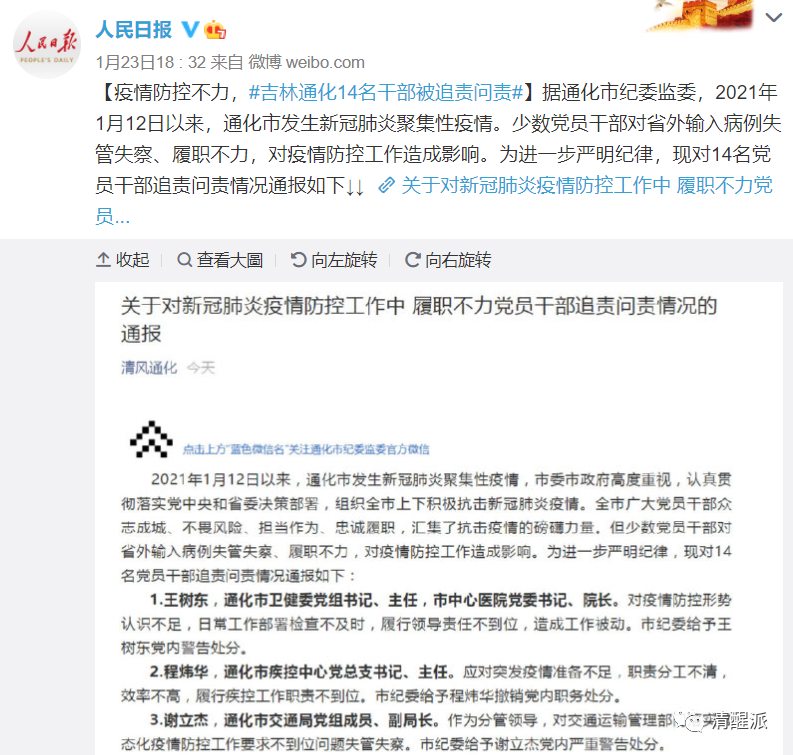 人民日报
PEOPLE'S DAILY
人民日报
1月23日18：32 来自 微博 weibo.com
【疫情防控不力，#吉林通化14名干部被追责问责#】据通化市纪委监委，2021年
1月12日以来，通化市发生新冠肺炎聚集性疫情。少数党员干部对省外输入病例失
管失察、履职不力，对疫情防控工作造成影响。为进一步严明纪律，现对14名党
员干部追责问责情况通报如下↓↓ 关于对新冠肺炎疫情防控工作中 履职不力党
员...
收起 查看大圖 向左旋转 向右旋转
关于对新冠肺炎疫情防控工作中 履职不力党员干部追责问责情况的
通报
清风通化 今天
点击上方"蓝色微信名"关注通化市纪委监委官方微信
2021年1月12日以来，通化市发生新冠肺炎聚集性疫情，市委市政府高度重视，认真贯
彻落实党中央和省委决策部署，组织全市上下积极抗击新冠肺炎疫情。全市广大党员干部众
志成城、不畏风险、担当作为、忠诚履职，汇集了抗击疫情的磅礴力量。但少数党员干部对
省外输入病例失管失察、履职不力，对疫情防控工作造成影响。为进一步严明纪律，现对14
名党员干部追责问责情况通报如下：
1.王树东，通化市卫健委党组书记、主任，市中心医院党委书记、院长。对疫情防控形势
认识不足，日常工作部署检查不及时，履行领导责任不到位，造成工作被动。市纪委给予王
树东党内警告处分。
2.程炜华，通化市疾控中心党总支书记、主任。应对突发疫情准备不足，职责分工不清，
效率不高，履行疾控工作职责不到位。市纪委给予程炜华撤销党内职务处分。
3.谢立杰，通化市交通局党组成员、副局长。作为分管领导，对交通运输管理部
态化疫情防控工作要求不到位问题失管失察。市纪委给予谢立杰党内严重警告处分。
清醒派